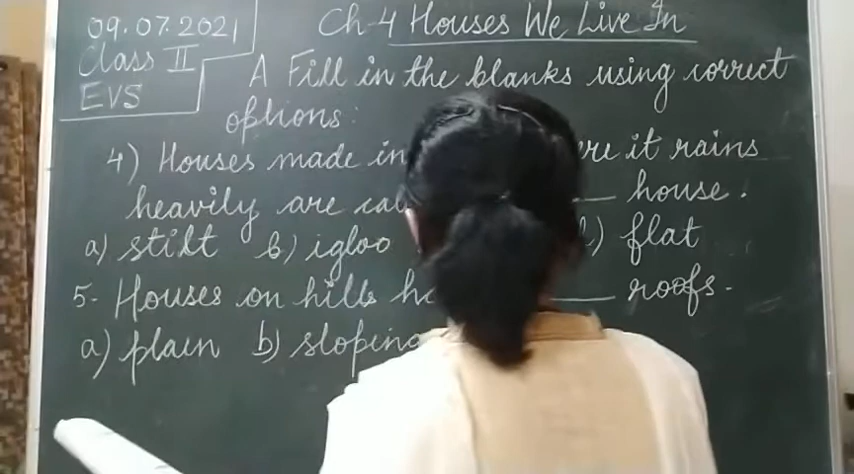 09.07.2021
Class II
EVS
Ch-4 Houses We Live In
A Fill in the blanks using correct
options:
4) Houses made in it rains
heavily are ___ house.
a) stilt b) igloo ) flat
5- Houses on hills ___ roofs.
a) plain b) sloping